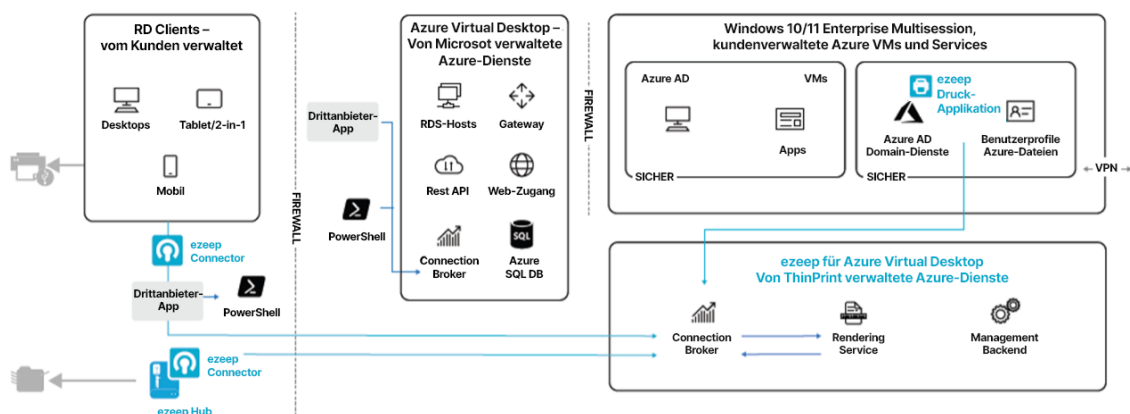 RD Clients –
vom Kunden verwaltet
Desktops
Tablet/2-in-1
Mobil
ezeep
Connector
Drittanbieter-
App
PowerShell
ezeep
Connector
ezeep Hub
FIREWALL
Azure Virtual Desktop –
Von Microsot verwaltete
Azure-Dienste
Drittanbieter-
App
PowerShell
RDS-Hosts
Gateway
Rest API
Web-Zugang
Connection
Broker
SQL
Azure
SQL DB
FIREWALL
Windows 10/11 Enterprise Multisession,
kundenverwaltete Azure VMs und Services
Azure AD
VMs
Apps
SICHER
ezeep
Druck-
Applikation
Azure AD
Domain-Dienste
Benutzerprofile
Azure-Dateien
SICHER
VPN
ezeep für Azure Virtual Desktop
Von ThinPrint verwaltete Azure-Dienste
Connection
Broker
Rendering
Service
Management
Backend